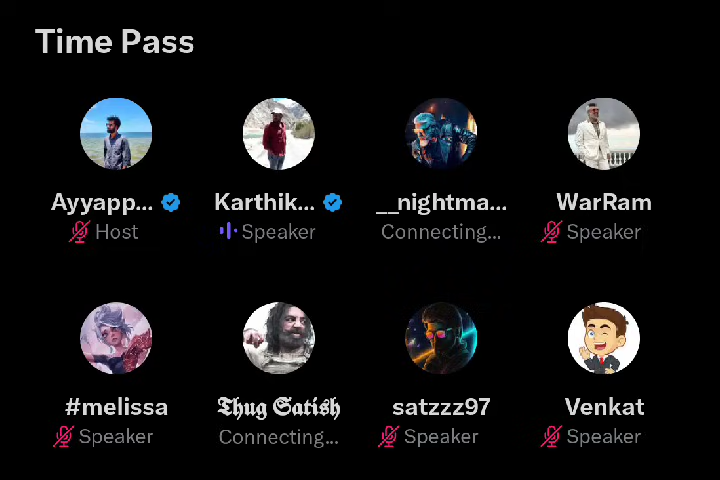 Time Pass
Ayyapp... Karthik... __nightma... WarRam
Host Speaker Connecting... Speaker
#melissa 𝕿𝖍𝖚𝖌 𝕾𝖆𝖙𝖎𝖘𝖍 satzzz97 Venkat
Speaker Connecting... Speaker Speaker